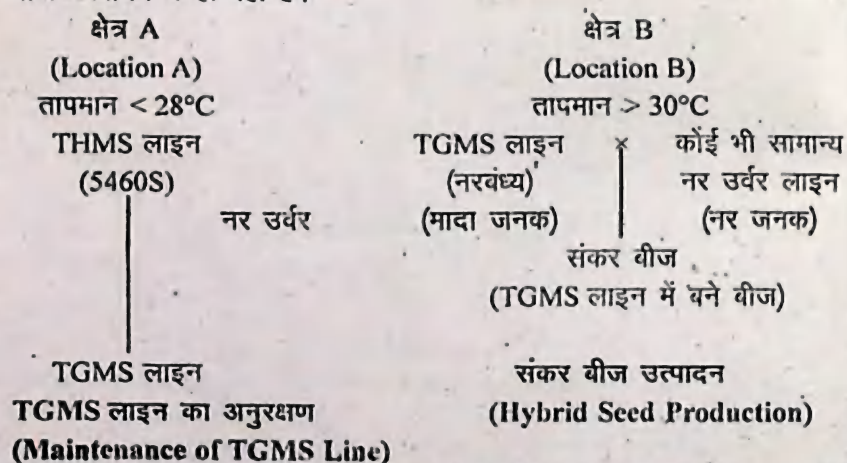 क्षेत्र A
(Location A)
तापमान < 28°C
THMS लाइन
(5460S)
नर उर्वर
TGMS लाइन
TGMS लाइन का अनुरक्षण
(Maintenance of TGMS Line)
क्षेत्र B
(Location B)
तापमान > 30°C
TGMS लाइन × कोई भी सामान्य
(नरवंध्य) नर उर्वर लाइन
(मादा जनक) (नर जनक)
संकर बीज
(TGMS लाइन में बने बीज)
संकर बीज उत्पादन
(Hybrid Seed Production)